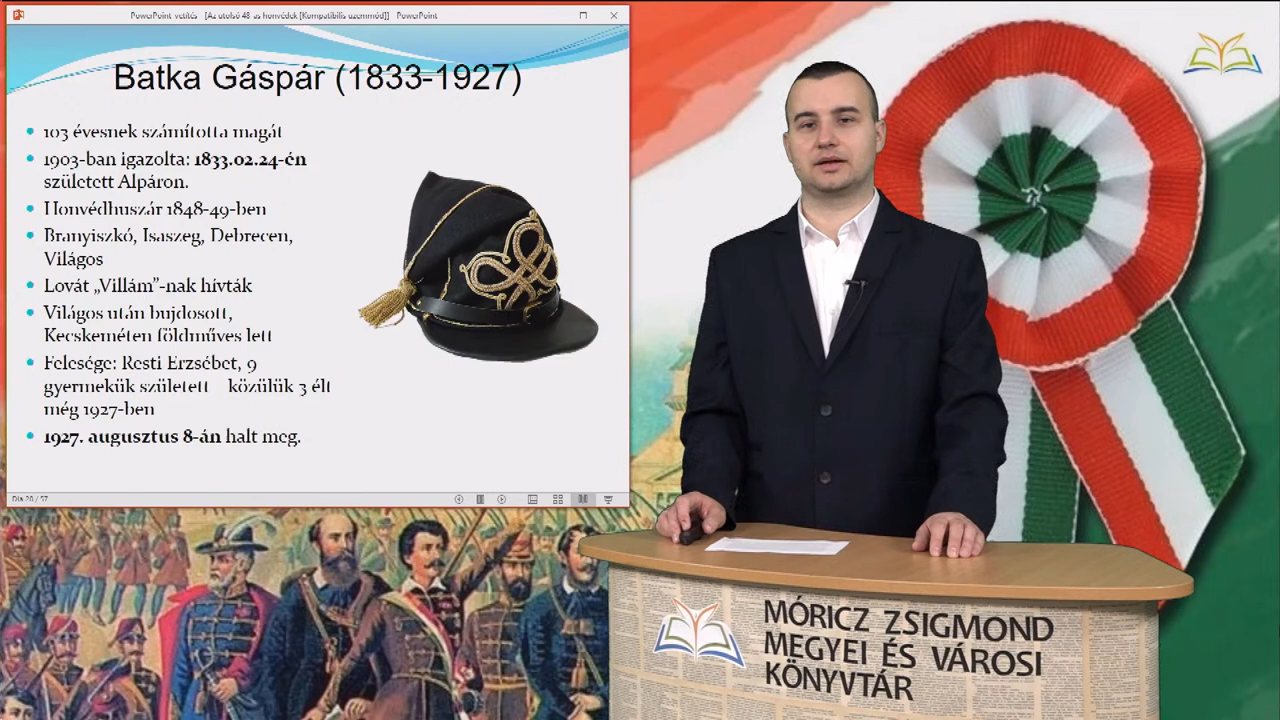 PowerPoint-vetítés - [Az utolsó 48-as honvédek [Kompatibilis üzemmód]] - PowerPoint
Batka Gáspár (1833-1927)
103 évesnek számította magát
1903-ban igazolta: 1833.02.24-én
született Alpáron.
Honvédhuszár 1848-49-ben
Branyiszkó, Isaszeg, Debrecen,
Világos
Lovát „Villám”-nak hívták
Világos után bujdosott,
Kecskeméten földműves lett
Felesége: Resti Erzsébet, 9
gyermekük született – közülük 3 élt
még 1927-ben
1927. augusztus 8-án halt meg.
Dia 28 / 57
MÓRICZ ZSIGMOND
MEGYEI ÉS VÁROSI
KÖNYVTÁR